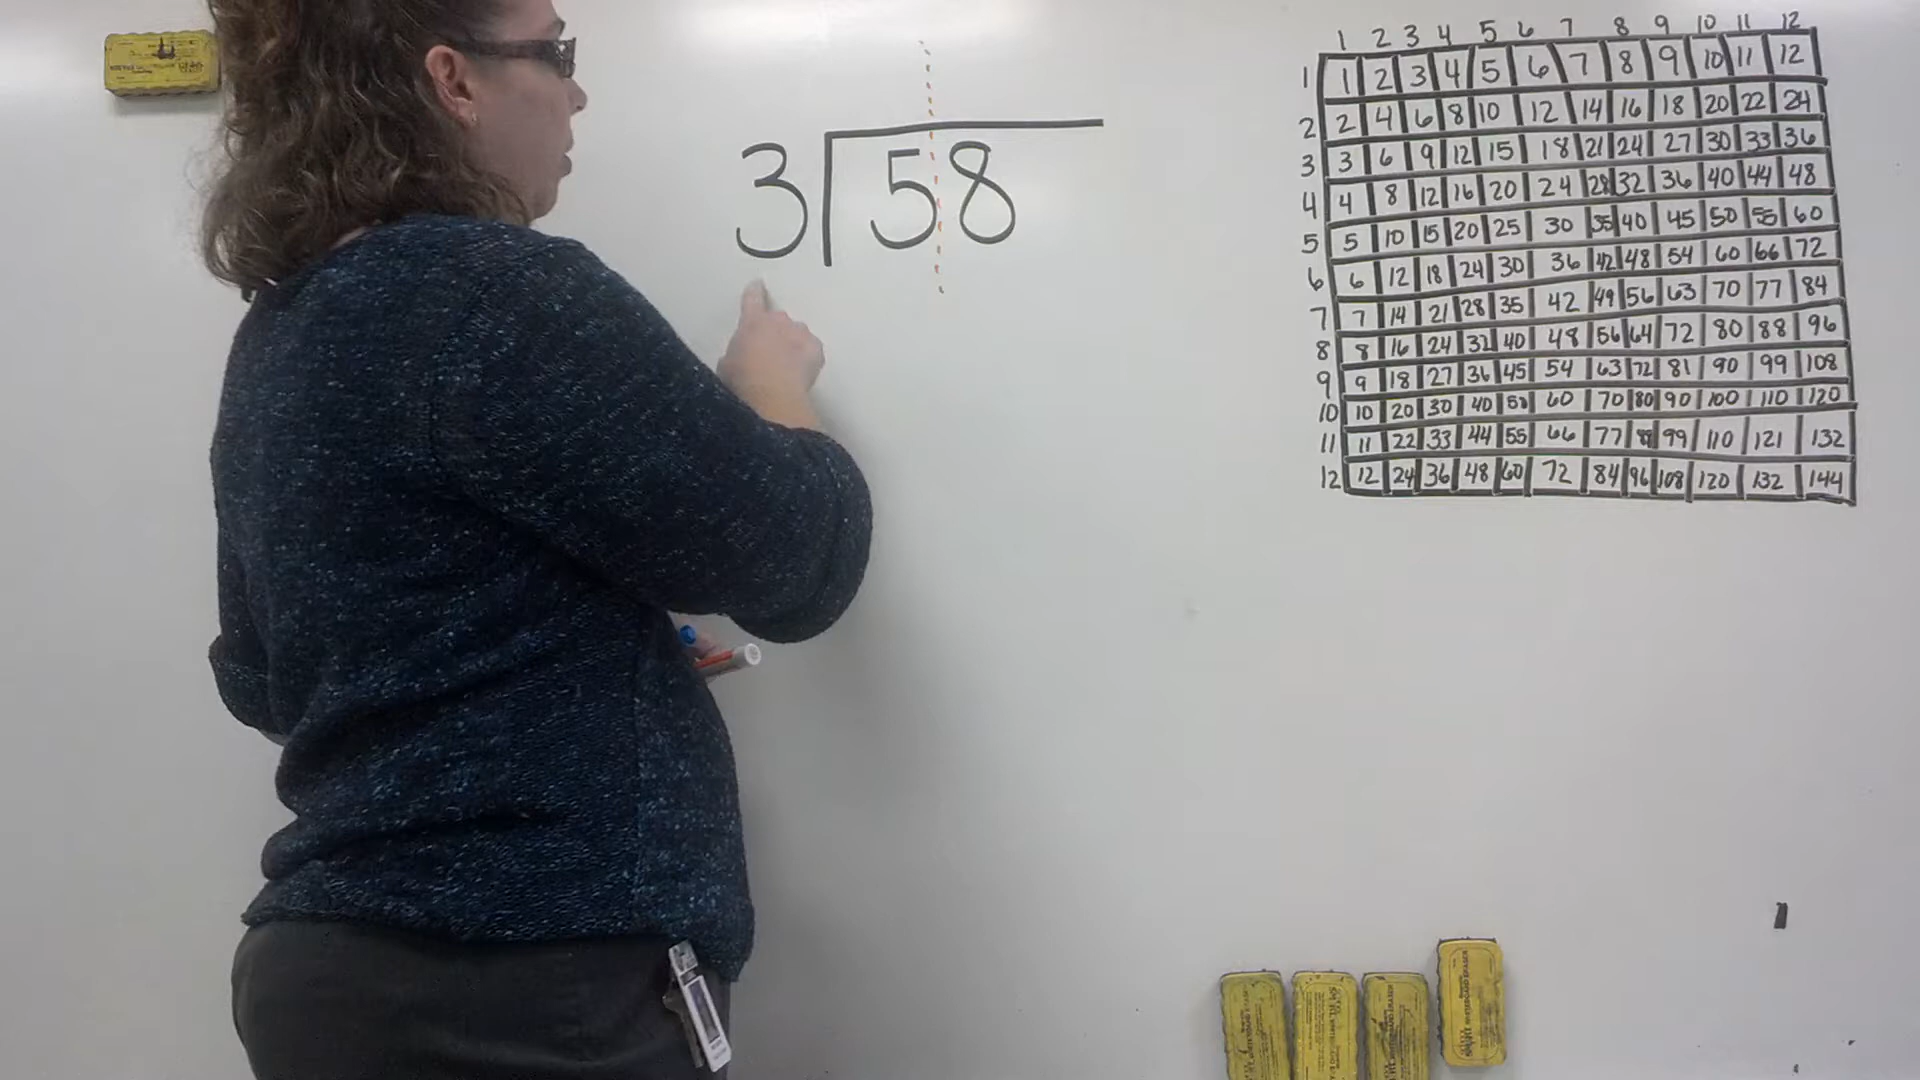 3 58
1 2 3 4 5 6 7 8 9 10 11 12
1 1 2 3 4 5 6 7 8 9 10 11 12
2 2 4 6 8 10 12 14 16 18 20 22 24
3 3 6 9 12 15 18 21 24 27 30 33 36
4 4 8 12 16 20 24 28 32 36 40 44 48
5 5 10 15 20 25 30 35 40 45 50 55 60
6 6 12 18 24 30 36 42 48 54 60 66 72
7 7 14 21 28 35 42 49 56 63 70 77 84
8 8 16 24 32 40 48 56 64 72 80 88 96
9 9 18 27 36 45 54 63 72 81 90 99 108
10 10 20 30 40 50 60 70 80 90 100 110 120
11 11 22 33 44 55 66 77 88 99 110 121 132
12 12 24 36 48 60 72 84 96 108 120 132 144